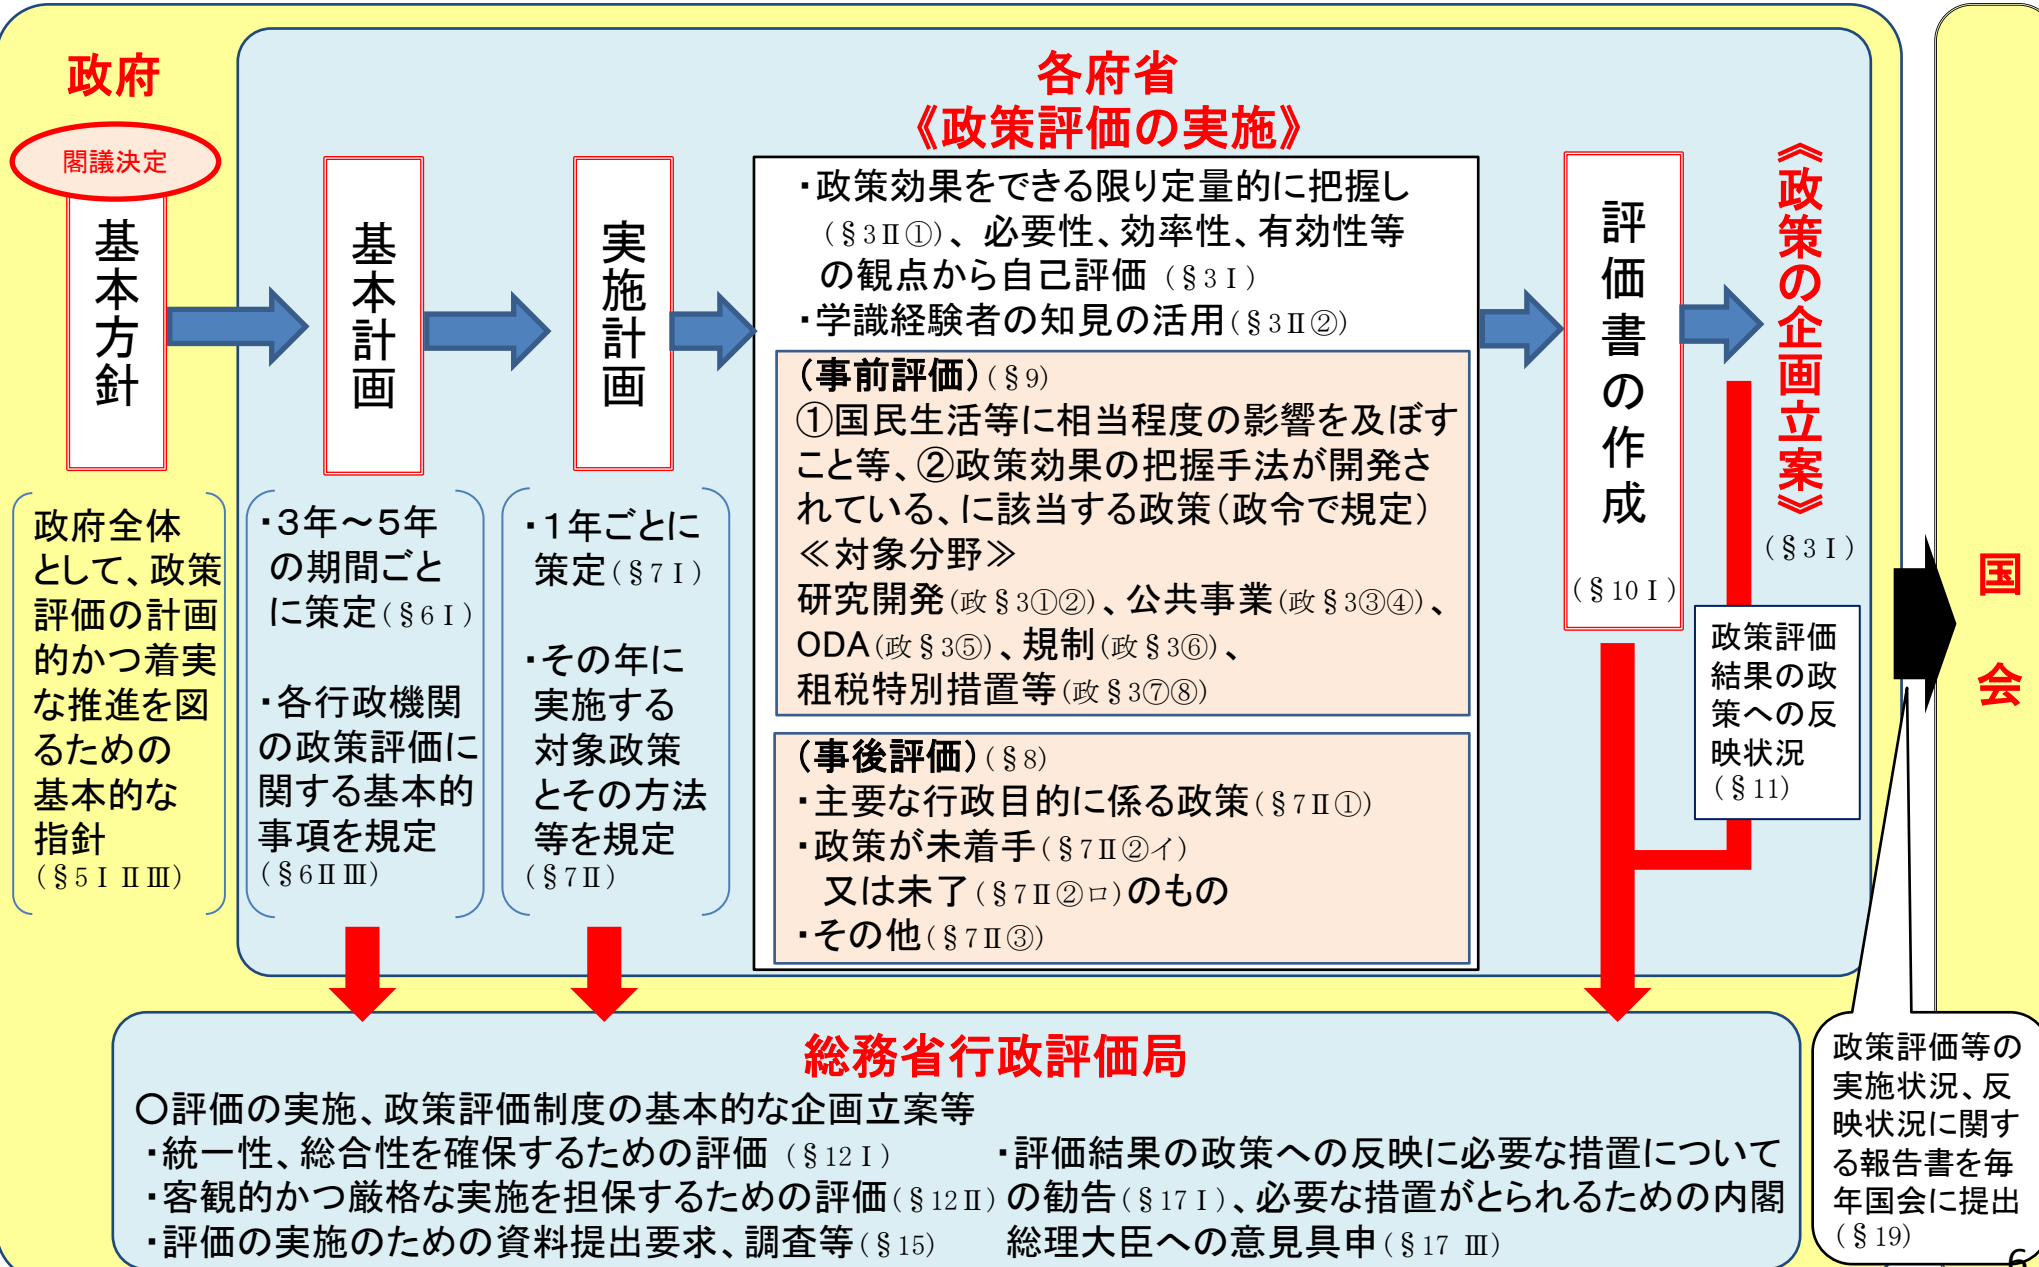 政府
閣議決定
基本方針
政府全体
として、政策
評価の計画
的かつ着実
な推進を図
るための
基本的な
指針
(§5ⅠⅡⅢ)
各府省
《政策評価の実施》
基本計画
・3年～5年
の期間ごと
に策定(§6Ⅰ)
・各行政機関
の政策評価に
関する基本的
事項を規定
(§6ⅡⅢ)
実施計画
・1年ごとに
策定(§7Ⅰ)
・その年に
実施する
対象政策
とその方法
等を規定
(§7Ⅱ)
・政策効果をできる限り定量的に把握し
(§3Ⅱ①)、必要性、効率性、有効性等
の観点から自己評価(§3Ⅰ)
・学識経験者の知見の活用(§3Ⅱ②)
(事前評価)(§9)
①国民生活等に相当程度の影響を及ぼす
こと等、②政策効果の把握手法が開発さ
れている、に該当する政策(政令で規定)
≪対象分野≫
研究開発(政§3①②)、公共事業(政§3③④)、
ODA(政§3⑤)、規制(政§3⑥)、
租税特別措置等(政§3⑦⑧)
(事後評価)(§8)
・主要な行政目的に係る政策(§7Ⅱ①)
・政策が未着手(§7Ⅱ②イ)
又は未了(§7Ⅱ②ロ)のもの
・その他(§7Ⅱ③)
評価書の作成
(§10Ⅰ)
《政策の企画立案》
(§3Ⅰ)
政策評価
結果の政
策への反
映状況
(§11)
国会
総務省行政評価局
○評価の実施、政策評価制度の基本的な企画立案等
・統一性、総合性を確保するための評価(§12Ⅰ)
・客観的かつ厳格な実施を担保するための評価(§12Ⅱ)
・評価の実施のための資料提出要求、調査等(§15)
・評価結果の政策への反映に必要な措置について
の勧告(§17Ⅰ)、必要な措置がとられるための内閣
総理大臣への意見具申(§17 Ⅲ)
政策評価等の
実施状況、反
映状況に関す
る報告書を毎
年国会に提出
(§19)
6